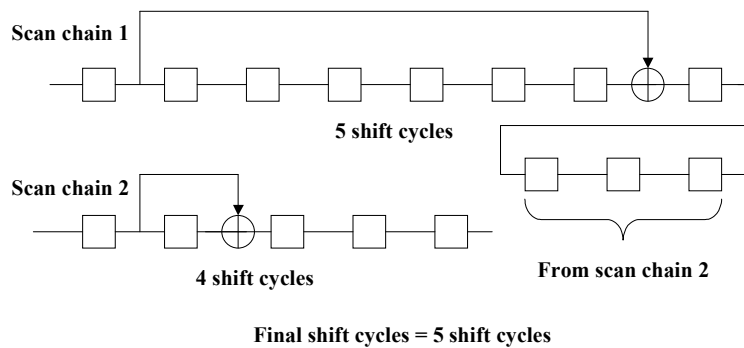 Scan chain 1
5 shift cycles
Scan chain 2
4 shift cycles
From scan chain 2
Final shift cycles = 5 shift cycles